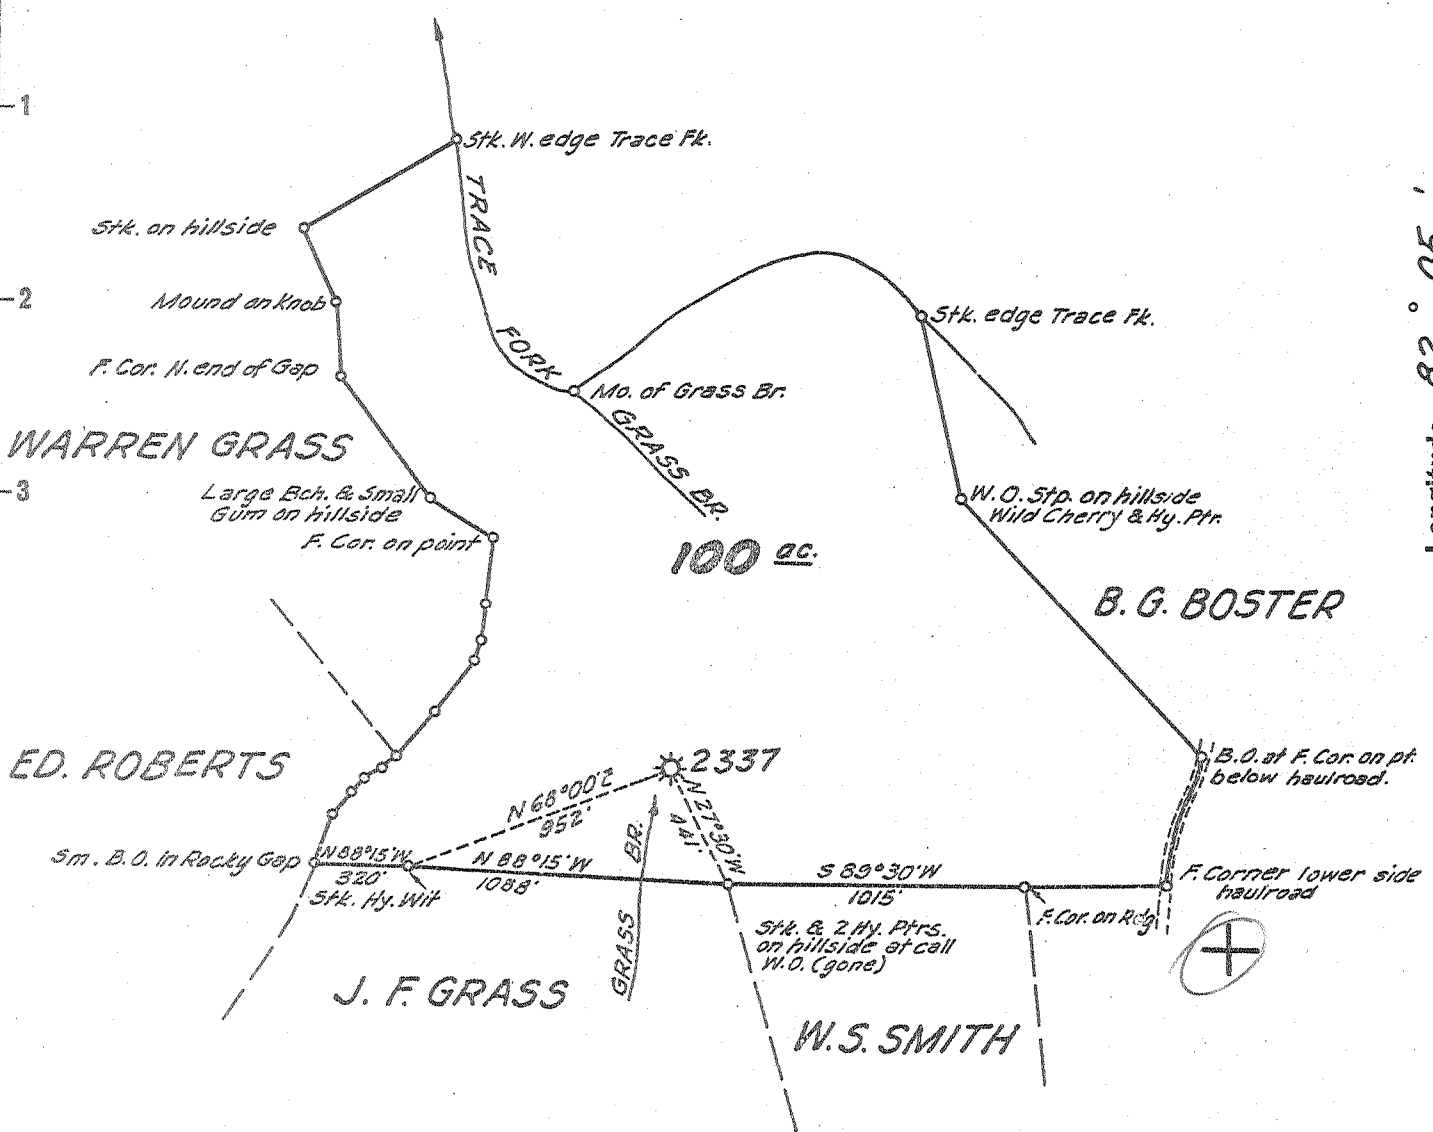 1
Stk. W. edge Trace Fk.
TRACE
FORK
Stk. on hillside
2
Mound on Knob
Stk. edge Trace Fk.
Longitude 82° 05'
F. Cor. N. end of Gap
Mo. of Grass Br.
GRASS BR.
WARREN GRASS
3
Large Bch. & Small
Gum on hillside
F. Cor. on point
W.O. Stp. on hillside
Wild Cherry & Hy. Ptr.
100 ac.
B. G. BOSTER
ED. ROBERTS
2337
N 68°00'E
952'
N 27°30'W
441'
B.O. at F. Cor. on pt.
below haulroad.
Sm. B.O. in Rocky Gap
N 88°15'W
320'
Stk. Hy. Wit
N 88°15'W
1088'
S 89°30'W
1015'
F. Corner lower side
haulroad
F. Cor. on Rdg
GRASS BR.
Stk. & 2 Hy. Ptrs.
on hillside at call
W.O. (gone)
J. F. GRASS
W. S. SMITH